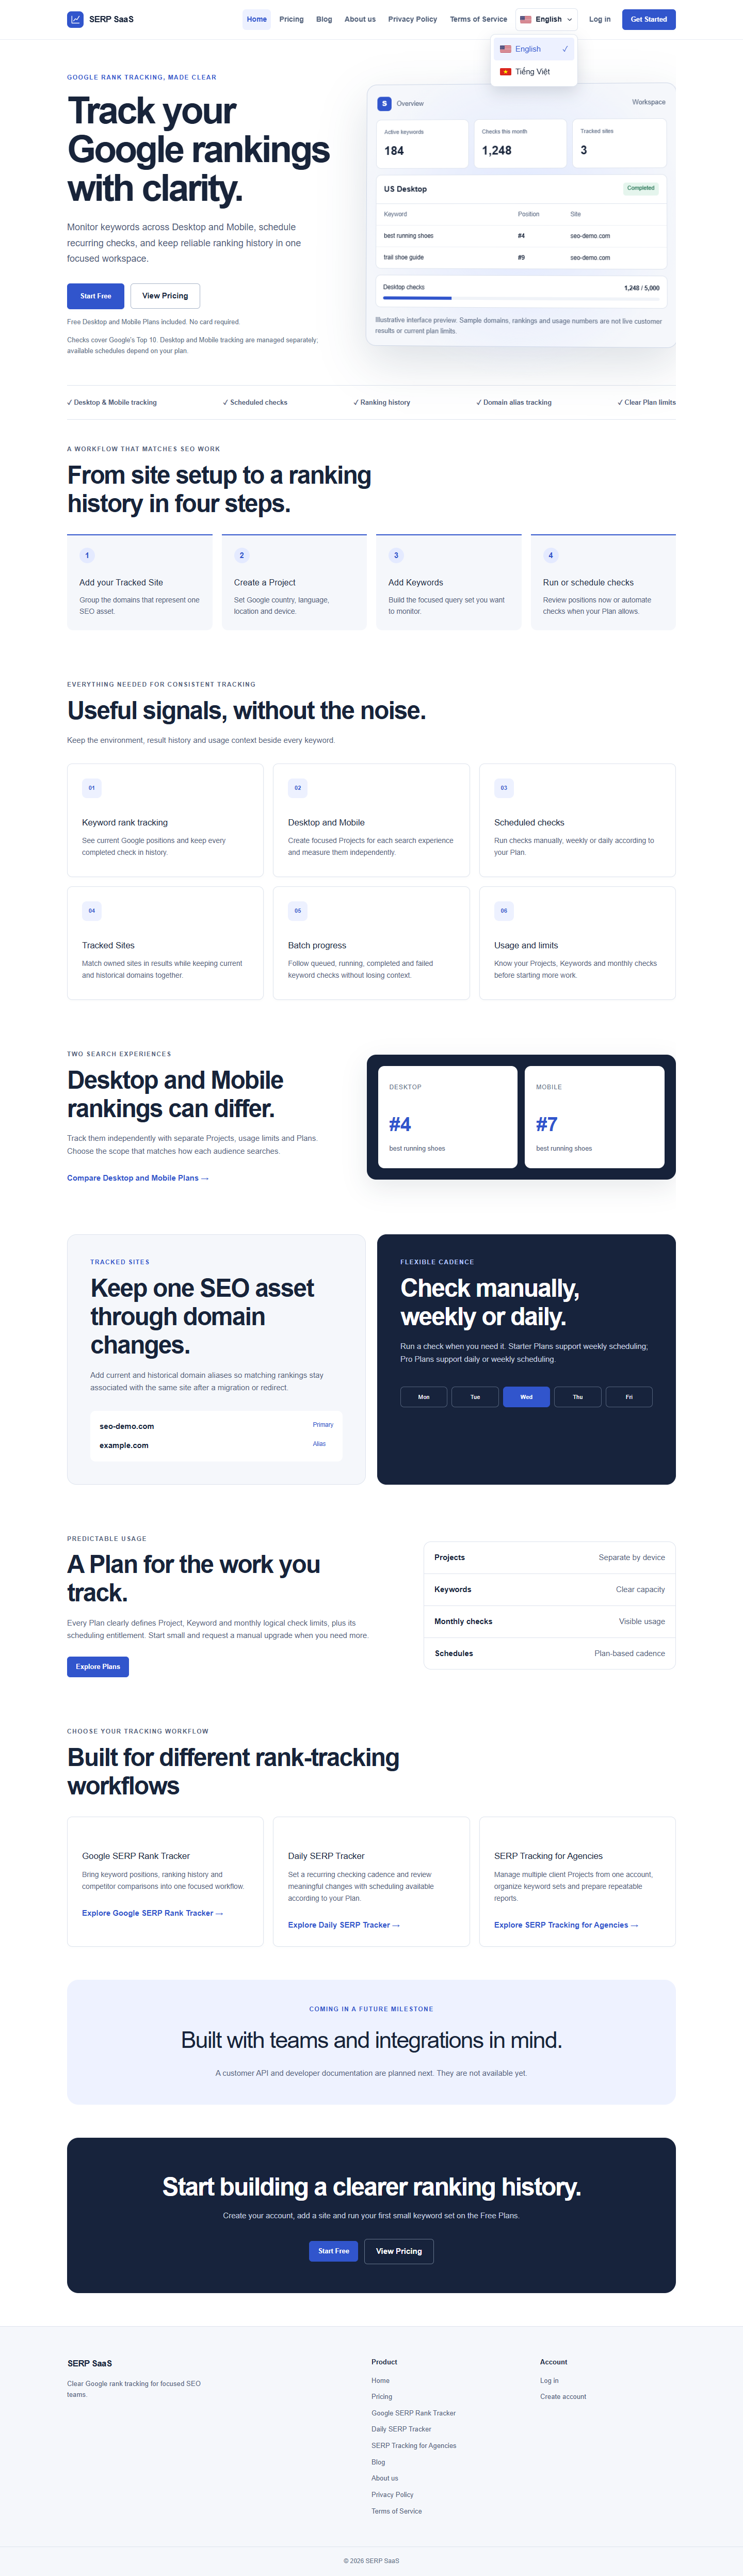 SERP SaaS
Home
Pricing
Blog
About us
Privacy Policy
Terms of Service
English
Log in
Get Started
English ✓
Tiếng Việt
GOOGLE RANK TRACKING, MADE CLEAR
Track your
Google rankings
with clarity.
Monitor keywords across Desktop and Mobile, schedule
recurring checks, and keep reliable ranking history in one
focused workspace.
Start Free
View Pricing
Free Desktop and Mobile Plans included. No card required.
Checks cover Google's Top 10. Desktop and Mobile tracking are managed separately;
available schedules depend on your plan.
S Overview Workspace
Active keywords
184
Checks this month
1,248
Tracked sites
3
US Desktop Completed
Keyword Position Site
best running shoes #4 seo-demo.com
trail shoe guide #9 seo-demo.com
Desktop checks 1,248 / 5,000
Illustrative interface preview. Sample domains, rankings and usage numbers are not live customer
results or current plan limits.
✓ Desktop & Mobile tracking
✓ Scheduled checks
✓ Ranking history
✓ Domain alias tracking
✓ Clear Plan limits
A WORKFLOW THAT MATCHES SEO WORK
From site setup to a ranking
history in four steps.
1
Add your Tracked Site
Group the domains that represent one
SEO asset.
2
Create a Project
Set Google country, language,
location and device.
3
Add Keywords
Build the focused query set you want
to monitor.
4
Run or schedule checks
Review positions now or automate
checks when your Plan allows.
EVERYTHING NEEDED FOR CONSISTENT TRACKING
Useful signals, without the noise.
Keep the environment, result history and usage context beside every keyword.
01
Keyword rank tracking
See current Google positions and keep every
completed check in history.
02
Desktop and Mobile
Create focused Projects for each search experience
and measure them independently.
03
Scheduled checks
Run checks manually, weekly or daily according to
your Plan.
04
Tracked Sites
Match owned sites in results while keeping current
and historical domains together.
05
Batch progress
Follow queued, running, completed and failed
keyword checks without losing context.
06
Usage and limits
Know your Projects, Keywords and monthly checks
before starting more work.
TWO SEARCH EXPERIENCES
Desktop and Mobile
rankings can differ.
Track them independently with separate Projects, usage limits and Plans.
Choose the scope that matches how each audience searches.
Compare Desktop and Mobile Plans →
DESKTOP
#4
best running shoes
MOBILE
#7
best running shoes
TRACKED SITES
Keep one SEO asset
through domain
changes.
Add current and historical domain aliases so matching rankings stay
associated with the same site after a migration or redirect.
seo-demo.com Primary
example.com Alias
FLEXIBLE CADENCE
Check manually,
weekly or daily.
Run a check when you need it. Starter Plans support weekly scheduling;
Pro Plans support daily or weekly scheduling.
Mon
Tue
Wed
Thu
Fri
PREDICTABLE USAGE
A Plan for the work you
track.
Every Plan clearly defines Project, Keyword and monthly logical check limits, plus its
scheduling entitlement. Start small and request a manual upgrade when you need more.
Explore Plans
Projects Separate by device
Keywords Clear capacity
Monthly checks Visible usage
Schedules Plan-based cadence
CHOOSE YOUR TRACKING WORKFLOW
Built for different rank-tracking
workflows
Google SERP Rank Tracker
Bring keyword positions, ranking history and
competitor comparisons into one focused workflow.
Explore Google SERP Rank Tracker →
Daily SERP Tracker
Set a recurring checking cadence and review
meaningful changes with scheduling available
according to your Plan.
Explore Daily SERP Tracker →
SERP Tracking for Agencies
Manage multiple client Projects from one account,
organize keyword sets and prepare repeatable
reports.
Explore SERP Tracking for Agencies →
COMING IN A FUTURE MILESTONE
Built with teams and integrations in mind.
A customer API and developer documentation are planned next. They are not available yet.
Start building a clearer ranking history.
Create your account, add a site and run your first small keyword set on the Free Plans.
Start Free
View Pricing
SERP SaaS
Clear Google rank tracking for focused SEO
teams.
Product
Home
Pricing
Google SERP Rank Tracker
Daily SERP Tracker
SERP Tracking for Agencies
Blog
About us
Privacy Policy
Terms of Service
Account
Log in
Create account
© 2026 SERP SaaS